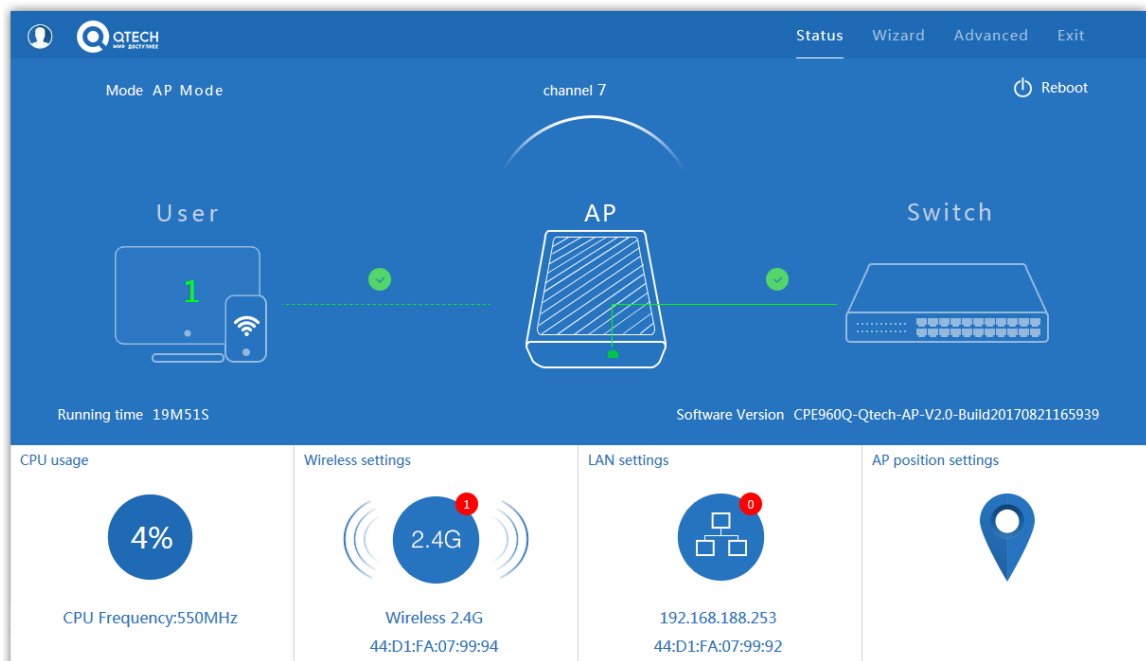 QTECH
МИР ДОСТУПНЕЕ
Status Wizard Advanced Exit
Mode AP Mode
channel 7
Reboot
User
AP
Switch
1
Running time 19M51S
Software Version CPE960Q-Qtech-AP-V2.0-Build20170821165939
CPU usage
4%
CPU Frequency:550MHz
Wireless settings
1
2.4G
Wireless 2.4G
44:D1:FA:07:99:94
LAN settings
0
192.168.188.253
44:D1:FA:07:99:92
AP position settings